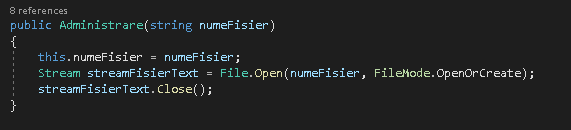 8 references
public Administrare(string numeFisier)
{
this.numeFisier = numeFisier;
Stream streamFisierText = File.Open(numeFisier, FileMode.OpenOrCreate);
streamFisierText.Close();
}